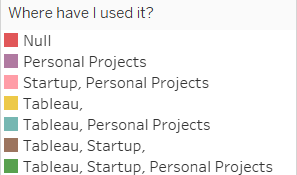 Where have I used it?
Null
Personal Projects
Startup, Personal Projects
Tableau,
Tableau, Personal Projects
Tableau, Startup,
Tableau, Startup, Personal Projects